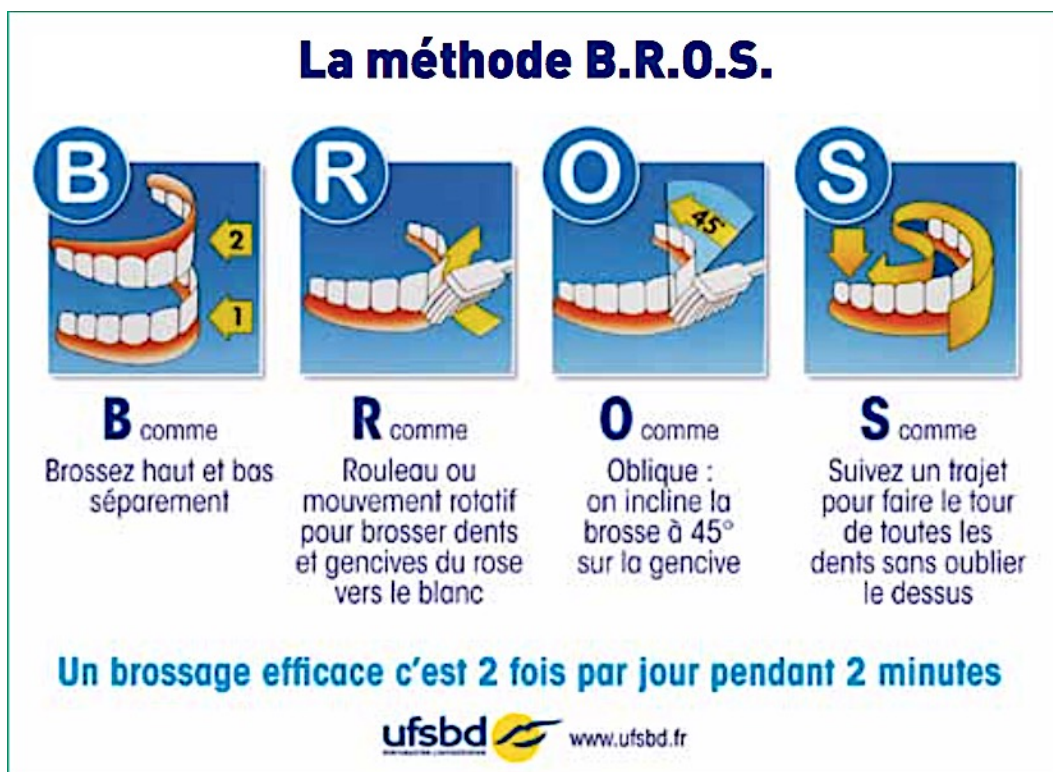 La méthode B.R.O.S.
B
R
O
S
2
1
45°
B comme
Brossez haut et bas
séparement
R comme
Rouleau ou
mouvement rotatif
pour brosser dents
et gencives du rose
vers le blanc
O comme
Oblique :
on incline la
brosse à 45°
sur la gencive
S comme
Suivez un trajet
pour faire le tour
de toutes les
dents sans oublier
le dessus
Un brossage efficace c'est 2 fois par jour pendant 2 minutes
ufsbd
www.ufsbd.fr